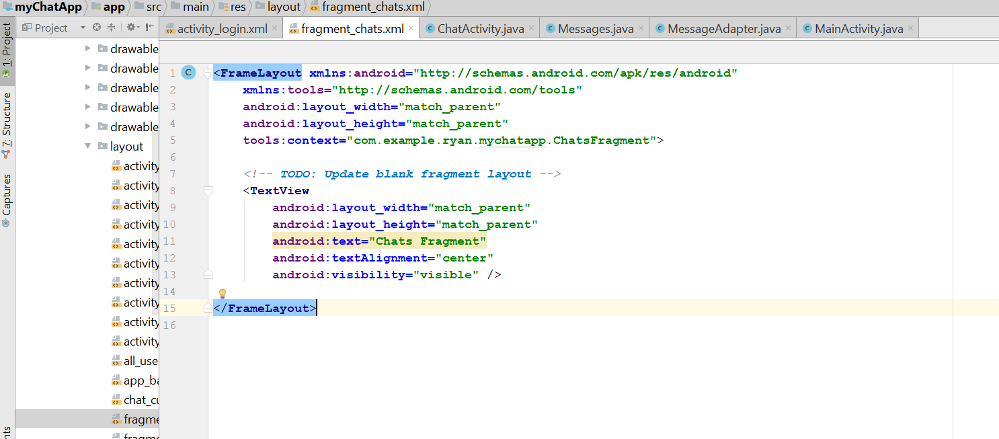 myChatApp app src main res layout fragment_chats.xml
1: Project
Project
activity_login.xml fragment_chats.xml ChatActivity.java Messages.java MessageAdapter.java MainActivity.java
7: Structure
Captures
drawable
drawable
drawable
drawable
drawable
layout
activity
activity
activity
activity
activity
activity
activity
activity
activity
activity
all_use
app_ba
chat_cu
fragme
fragme
nts
1 C <FrameLayout xmlns:android="http://schemas.android.com/apk/res/android"
2 xmlns:tools="http://schemas.android.com/tools"
3 android:layout_width="match_parent"
4 android:layout_height="match_parent"
5 tools:context="com.example.ryan.mychatapp.ChatsFragment">
6
7 <!-- TODO: Update blank fragment layout -->
8 <TextView
9 android:layout_width="match_parent"
10 android:layout_height="match_parent"
11 android:text="Chats Fragment"
12 android:textAlignment="center"
13 android:visibility="visible" />
14
15 </FrameLayout>
16